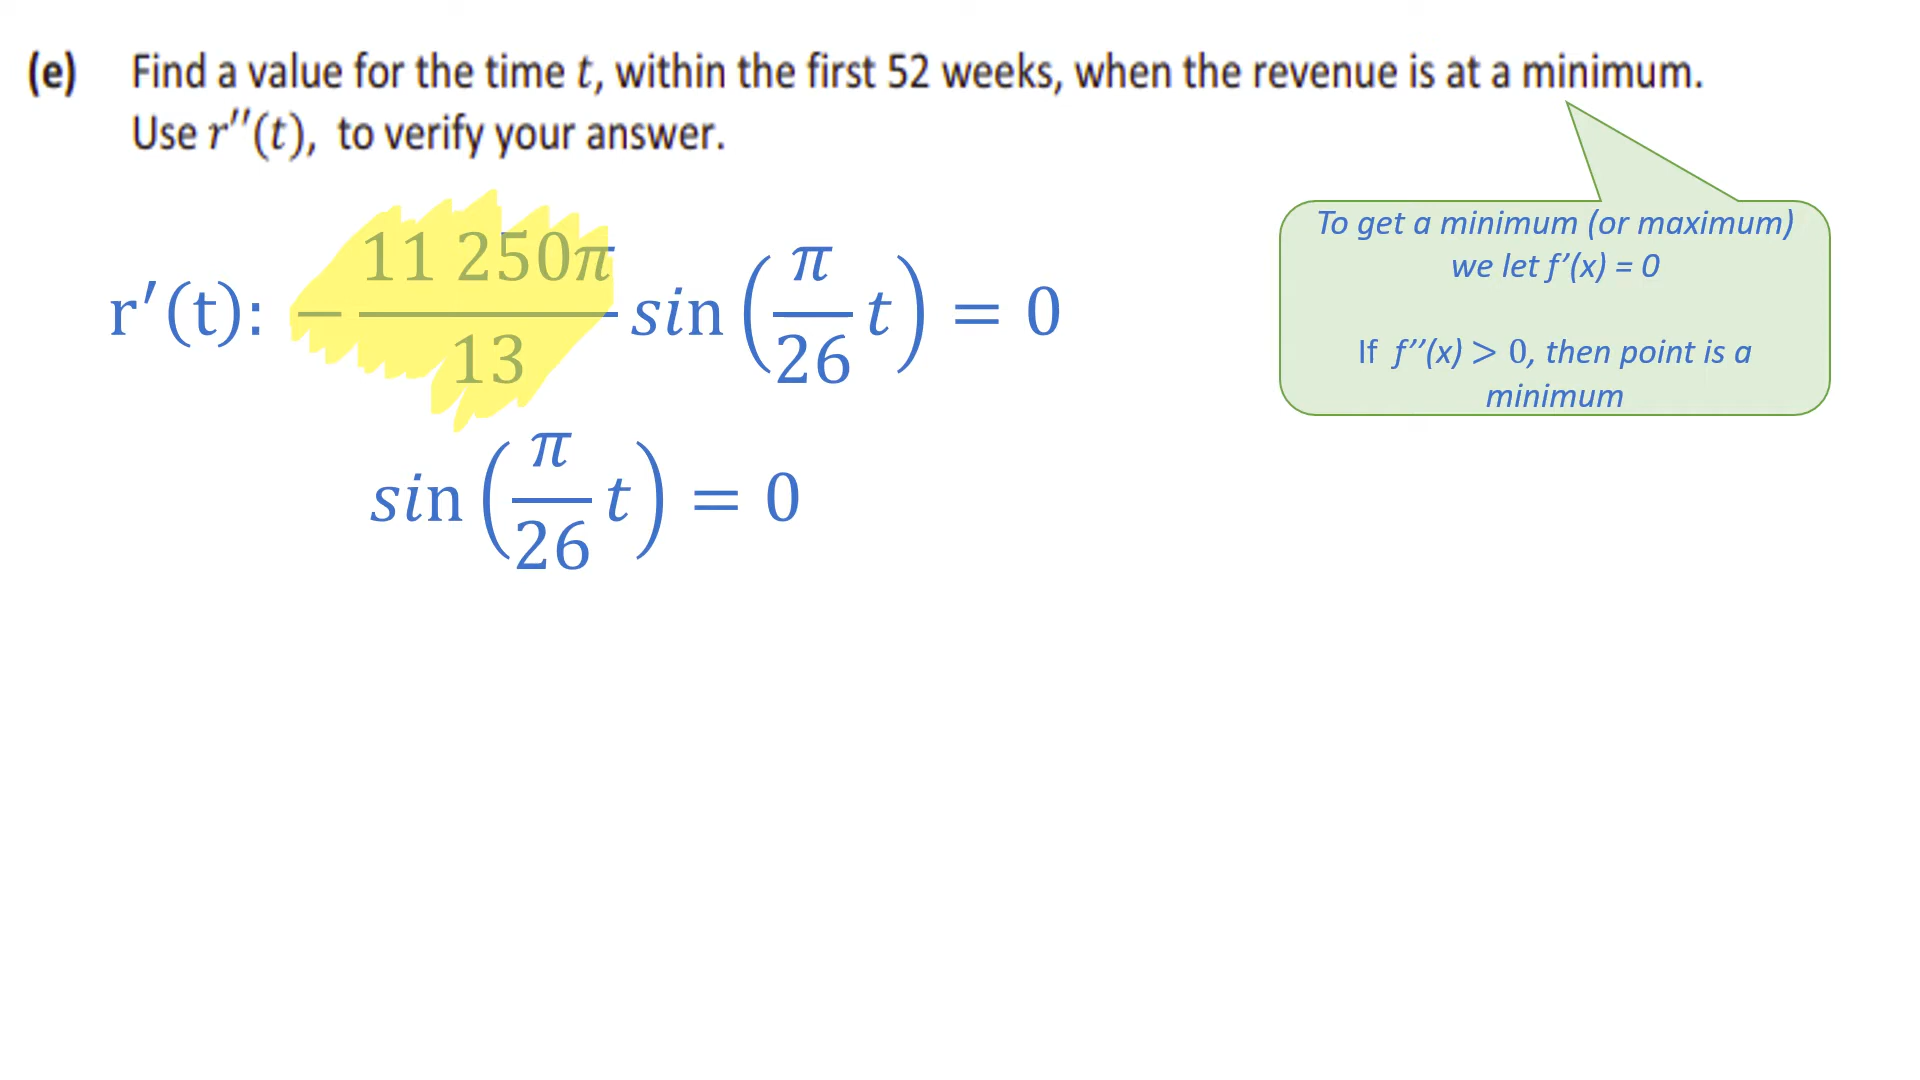 (e) Find a value for the time t, within the first 52 weeks, when the revenue is at a minimum.
Use r′′(t), to verify your answer.
To get a minimum (or maximum)
we let f’(x) = 0
If f’’(x) > 0, then point is a
minimum
r′(t): − 11 250π / 13 sin (π / 26 t) = 0
sin (π / 26 t) = 0